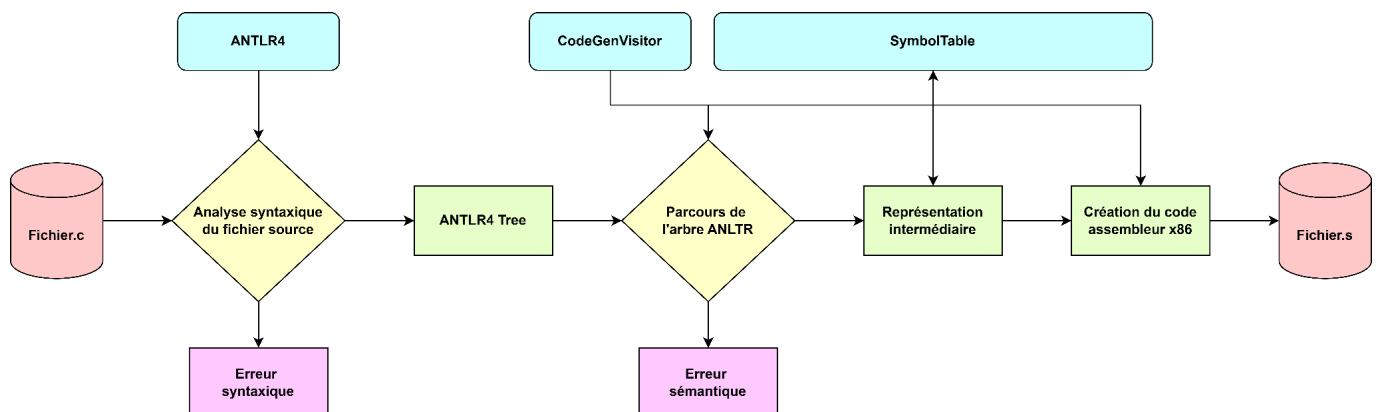 ANTLR4
CodeGenVisitor
SymbolTable
Fichier.c
Analyse syntaxique
du fichier source
ANTLR4 Tree
Parcours de
l'arbre ANLTR
Représentation
intermédiaire
Création du code
assembleur x86
Fichier.s
Erreur
syntaxique
Erreur
sémantique